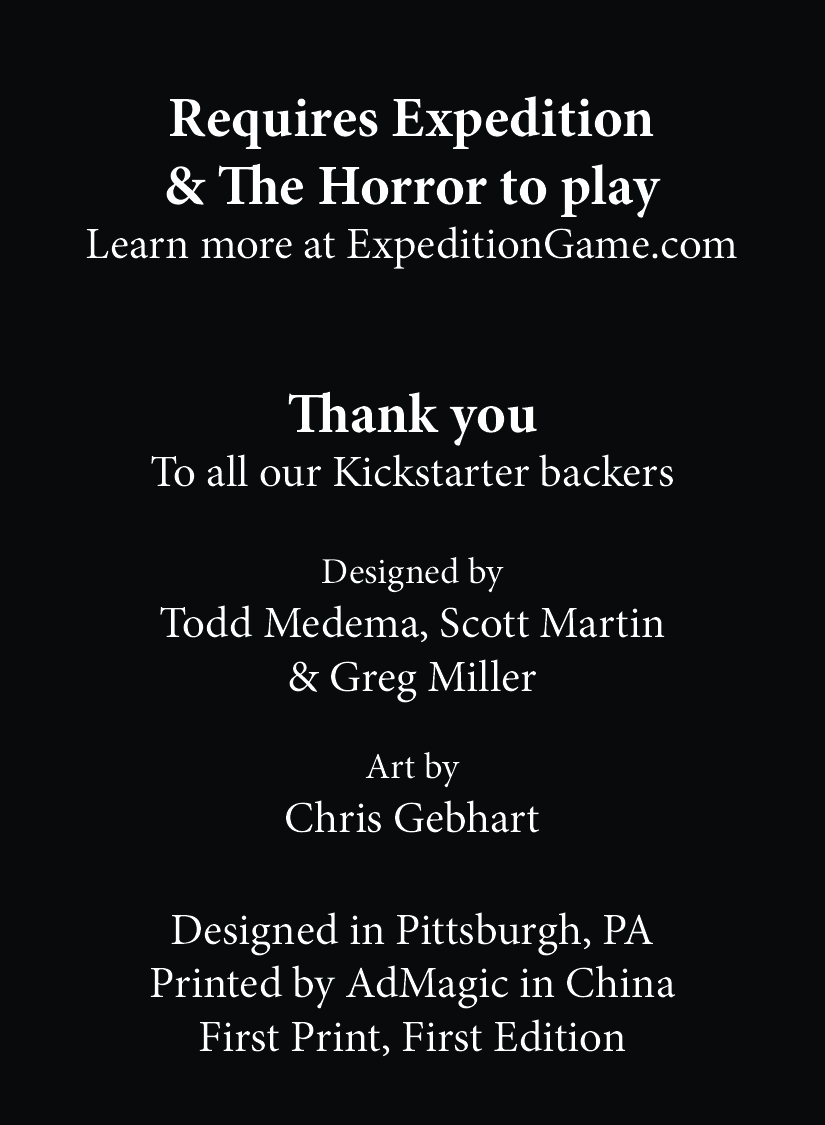 Requires Expedition
& The Horror to play
Learn more at ExpeditionGame.com
Thank you
To all our Kickstarter backers
Designed by
Todd Medema, Scott Martin
& Greg Miller
Art by
Chris Gebhart
Designed in Pittsburgh, PA
Printed by AdMagic in China
First Print, First Edition